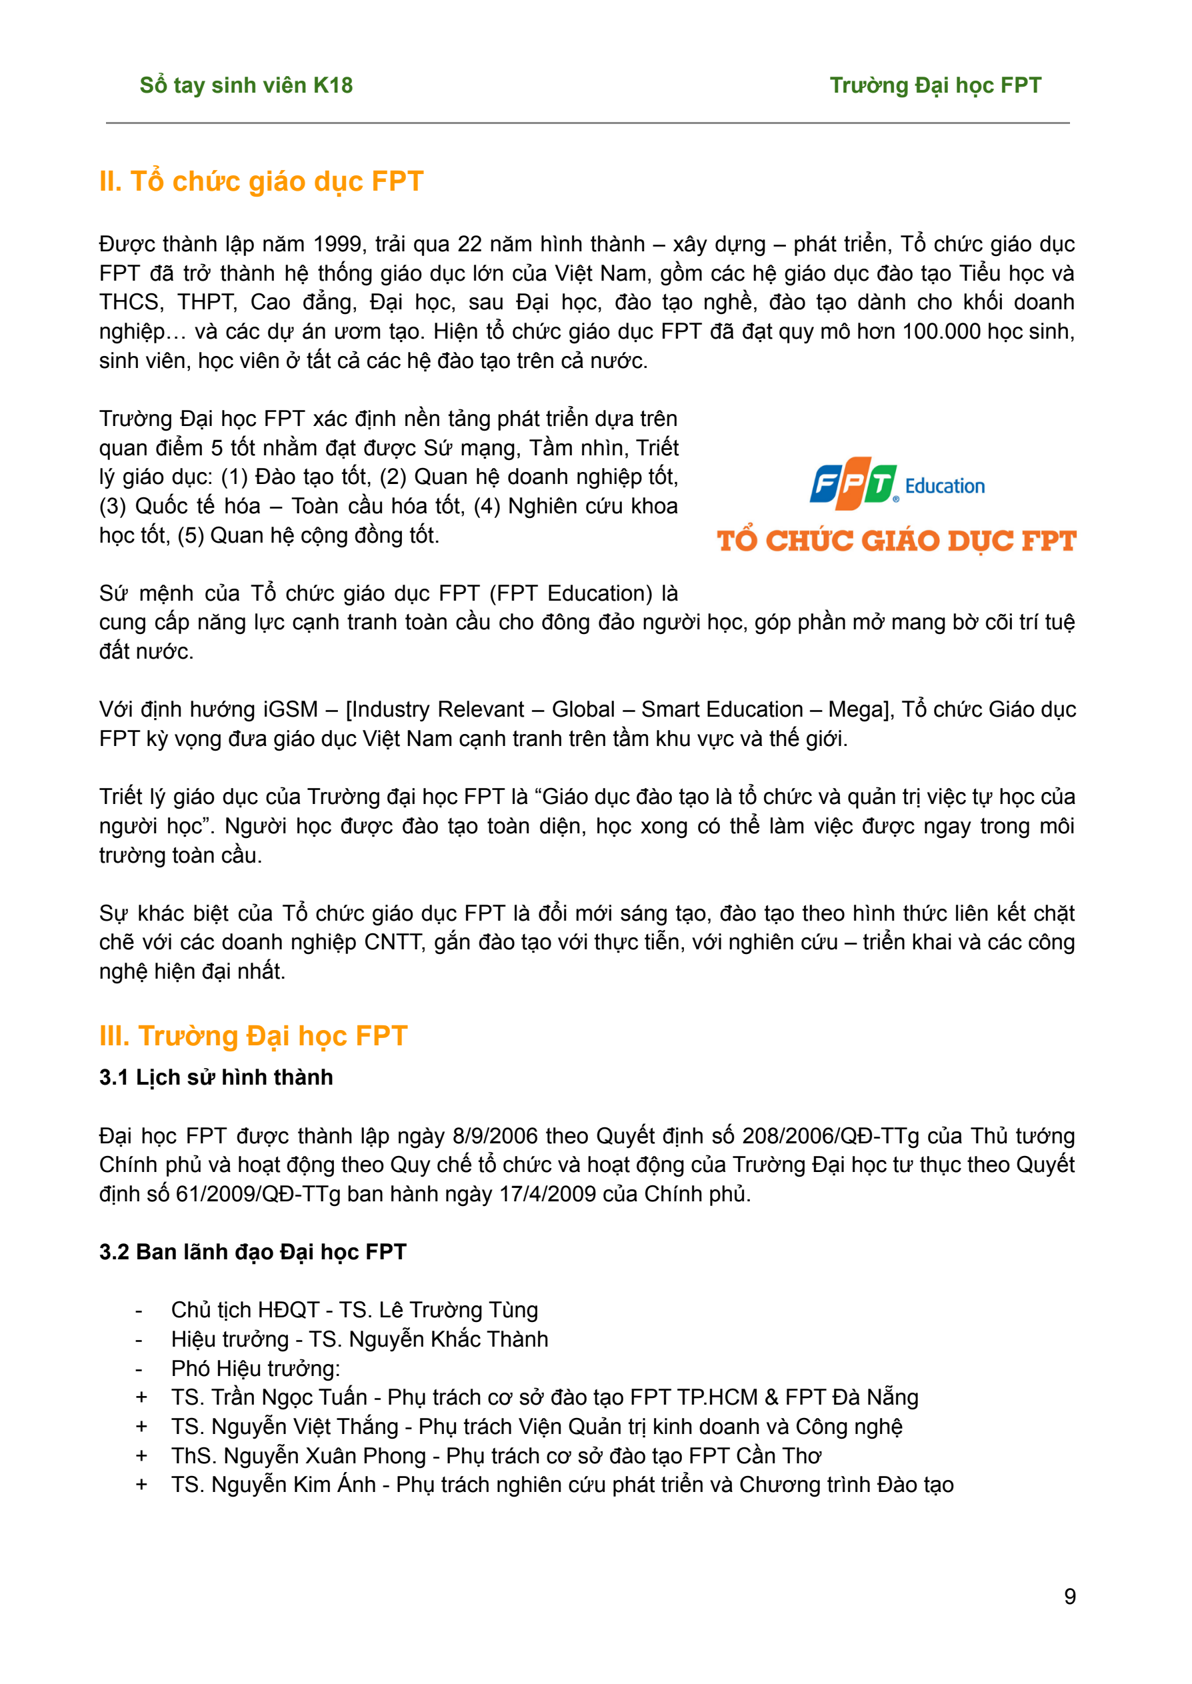 Sổ tay sinh viên K18
Trường Đại học FPT
II. Tổ chức giáo dục FPT
Được thành lập năm 1999, trải qua 22 năm hình thành – xây dựng – phát triển, Tổ chức giáo dục
FPT đã trở thành hệ thống giáo dục lớn của Việt Nam, gồm các hệ giáo dục đào tạo Tiểu học và
THCS, THPT, Cao đẳng, Đại học, sau Đại học, đào tạo nghề, đào tạo dành cho khối doanh
nghiệp… và các dự án ươm tạo. Hiện tổ chức giáo dục FPT đã đạt quy mô hơn 100.000 học sinh,
sinh viên, học viên ở tất cả các hệ đào tạo trên cả nước.
Trường Đại học FPT xác định nền tảng phát triển dựa trên
quan điểm 5 tốt nhằm đạt được Sứ mạng, Tầm nhìn, Triết
lý giáo dục: (1) Đào tạo tốt, (2) Quan hệ doanh nghiệp tốt,
(3) Quốc tế hóa – Toàn cầu hóa tốt, (4) Nghiên cứu khoa
học tốt, (5) Quan hệ cộng đồng tốt.
FPT® Education
TỔ CHỨC GIÁO DỤC FPT
Sứ mệnh của Tổ chức giáo dục FPT (FPT Education) là
cung cấp năng lực cạnh tranh toàn cầu cho đông đảo người học, góp phần mở mang bờ cõi trí tuệ
đất nước.
Với định hướng iGSM – [Industry Relevant – Global – Smart Education – Mega], Tổ chức Giáo dục
FPT kỳ vọng đưa giáo dục Việt Nam cạnh tranh trên tầm khu vực và thế giới.
Triết lý giáo dục của Trường đại học FPT là “Giáo dục đào tạo là tổ chức và quản trị việc tự học của
người học”. Người học được đào tạo toàn diện, học xong có thể làm việc được ngay trong môi
trường toàn cầu.
Sự khác biệt của Tổ chức giáo dục FPT là đổi mới sáng tạo, đào tạo theo hình thức liên kết chặt
chẽ với các doanh nghiệp CNTT, gắn đào tạo với thực tiễn, với nghiên cứu – triển khai và các công
nghệ hiện đại nhất.
III. Trường Đại học FPT
3.1 Lịch sử hình thành
Đại học FPT được thành lập ngày 8/9/2006 theo Quyết định số 208/2006/QĐ-TTg của Thủ tướng
Chính phủ và hoạt động theo Quy chế tổ chức và hoạt động của Trường Đại học tư thục theo Quyết
định số 61/2009/QĐ-TTg ban hành ngày 17/4/2009 của Chính phủ.
3.2 Ban lãnh đạo Đại học FPT
- Chủ tịch HĐQT - TS. Lê Trường Tùng
- Hiệu trưởng - TS. Nguyễn Khắc Thành
- Phó Hiệu trưởng:
+ TS. Trần Ngọc Tuấn - Phụ trách cơ sở đào tạo FPT TP.HCM & FPT Đà Nẵng
+ TS. Nguyễn Việt Thắng - Phụ trách Viện Quản trị kinh doanh và Công nghệ
+ ThS. Nguyễn Xuân Phong - Phụ trách cơ sở đào tạo FPT Cần Thơ
+ TS. Nguyễn Kim Ánh - Phụ trách nghiên cứu phát triển và Chương trình Đào tạo
9